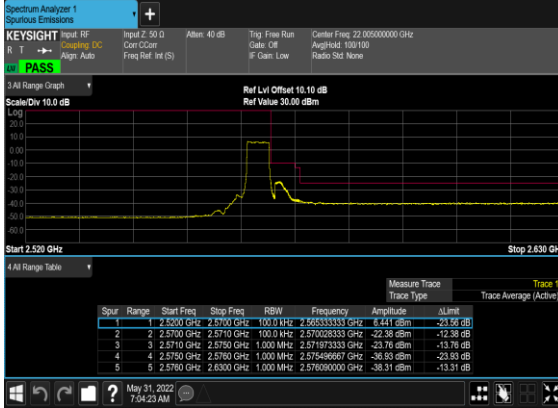 Spectrum Analyzer 1
Spurious Emissions
+
KEYSIGHT Input: RF Input Z: 50 Ω Atten: 40 dB Trig: Free Run Center Freq: 22.005000000 GHz
R T Coupling: DC Corr CCorr Gate: Off Avg|Hold: 100/100
Align: Auto Freq Ref: Int (S) IF Gain: Low Radio Std: None
LXI PASS
3 All Range Graph
Ref Lvl Offset 10.10 dB
Scale/Div 10.0 dB Ref Value 30.00 dBm
Log
20.0
10.0
0.00
-10.0
-20.0
-30.0
-40.0
-50.0
-60.0
Start 2.520 GHz Stop 2.630 GH
4 All Range Table
Measure Trace Trace 1
Trace Type Trace Average (Active)
Spur Range Start Freq Stop Freq RBW Frequency Amplitude ΔLimit
1 1 2.5200 GHz 2.5700 GHz 100.0 kHz 2.565333333 GHz 6.441 dBm -23.56 dB
2 2 2.5700 GHz 2.5710 GHz 100.0 kHz 2.570028333 GHz -22.38 dBm -12.38 dB
3 3 2.5710 GHz 2.5750 GHz 1.000 MHz 2.571973333 GHz -23.76 dBm -13.76 dB
4 4 2.5750 GHz 2.5760 GHz 1.000 MHz 2.575496667 GHz -36.93 dBm -23.93 dB
5 5 2.5760 GHz 2.6300 GHz 1.000 MHz 2.576090000 GHz -38.31 dBm -13.31 dB
? May 31, 2022
7:04:23 AM